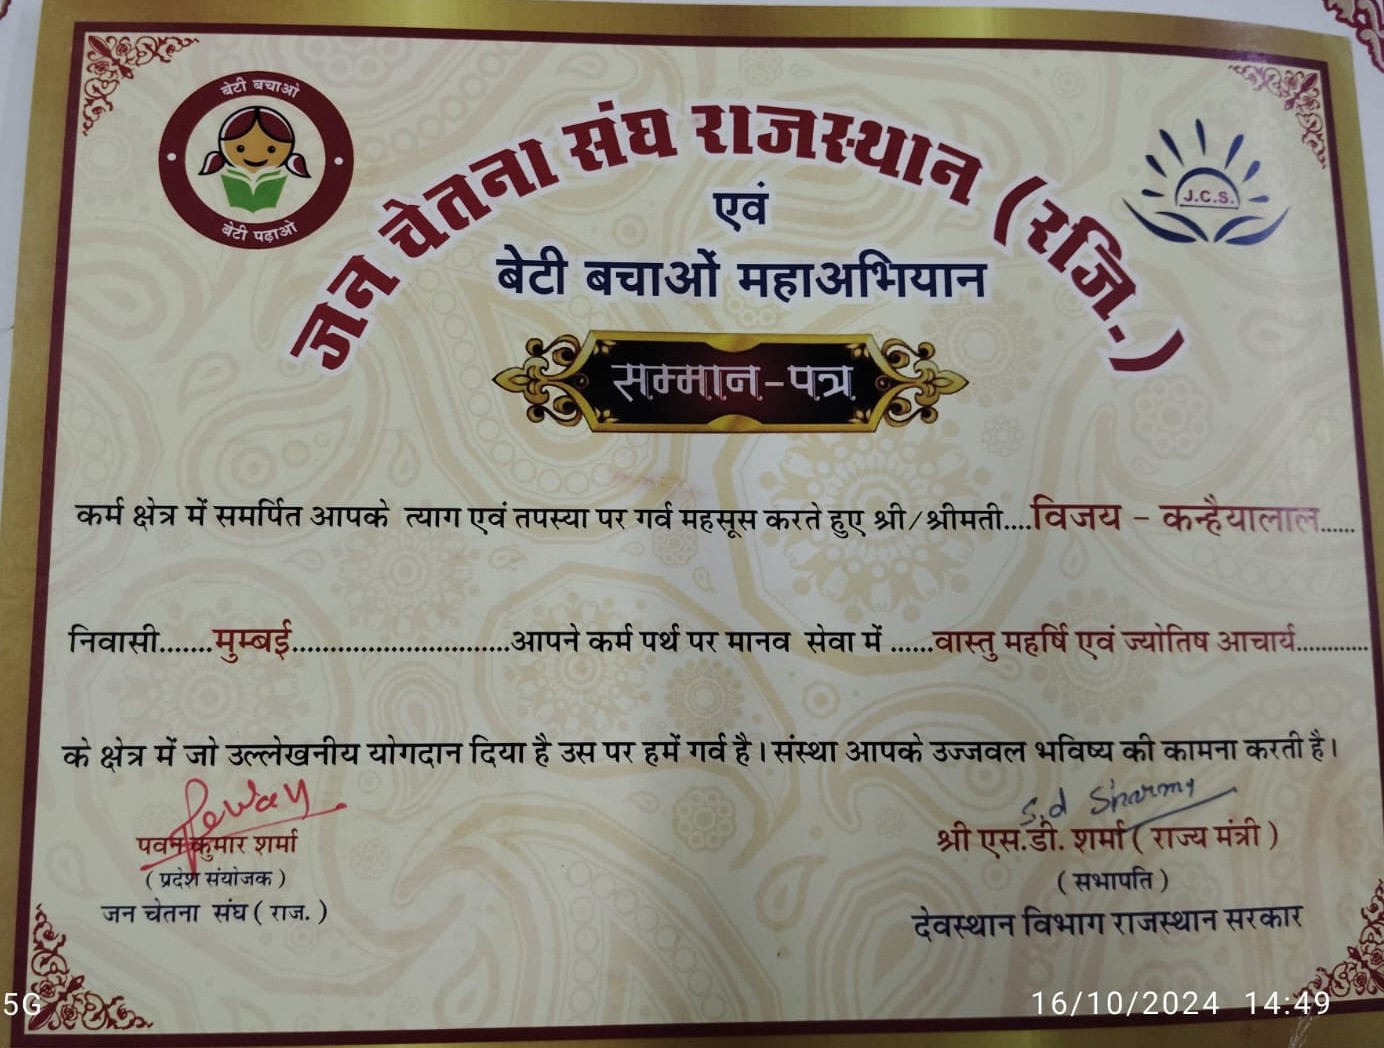 बेटी बचाओ
बेटी पढ़ाओ
जन चेतना संघ राजस्थान (रजि.)
J.C.S.
एवं
बेटी बचाओं महाअभियान
सम्मान-पत्र
कर्म क्षेत्र में समर्पित आपके त्याग एवं तपस्या पर गर्व महसूस करते हुए श्री/श्रीमती....विजय - कन्हैयालाल......
निवासी.......मुम्बई..............................आपने कर्म पर्थ पर मानव सेवा में ......वास्तु महर्षि एवं ज्योतिष आचार्य............
के क्षेत्र में जो उल्लेखनीय योगदान दिया है उस पर हमें गर्व है। संस्था आपके उज्जवल भविष्य की कामना करती है।
S.d Sharma
पवन कुमार शर्मा
(प्रदेश संयोजक)
जन चेतना संघ (राज.)
श्री एस.डी. शर्मा (राज्य मंत्री)
(सभापति)
देवस्थान विभाग राजस्थान सरकार
5G
16/10/2024 14:49